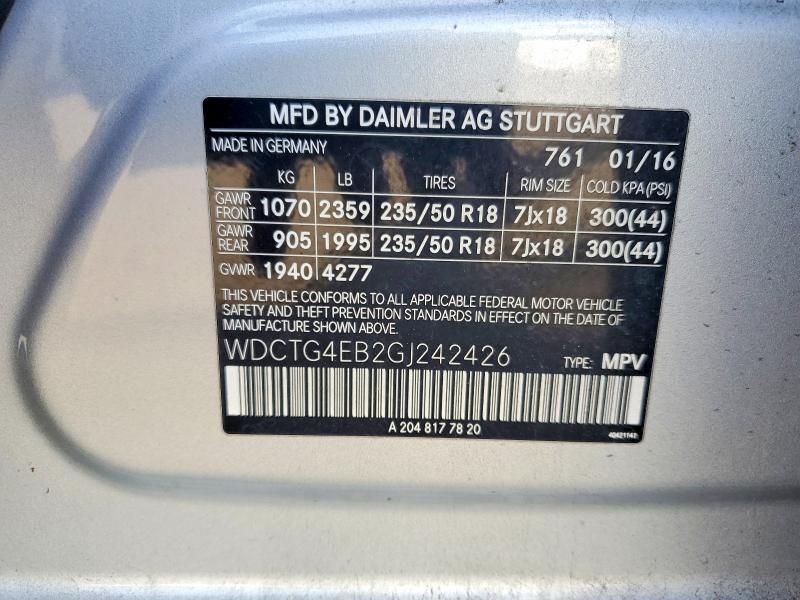 MFD BY DAIMLER AG STUTTGART
MADE IN GERMANY
761 01/16
KG LB TIRES RIM SIZE COLD KPA (PSI)
GAWR FRONT 1070 2359 235/50 R18 7Jx18 300(44)
GAWR REAR 905 1995 235/50 R18 7Jx18 300(44)
GVWR 1940 4277
THIS VEHICLE CONFORMS TO ALL APPLICABLE FEDERAL MOTOR VEHICLE
SAFETY AND THEFT PREVENTION STANDARDS IN EFFECT ON THE DATE OF
MANUFACTURE SHOWN ABOVE.
WDCTG4EB2GJ242426 TYPE: MPV
A 204 817 78 20